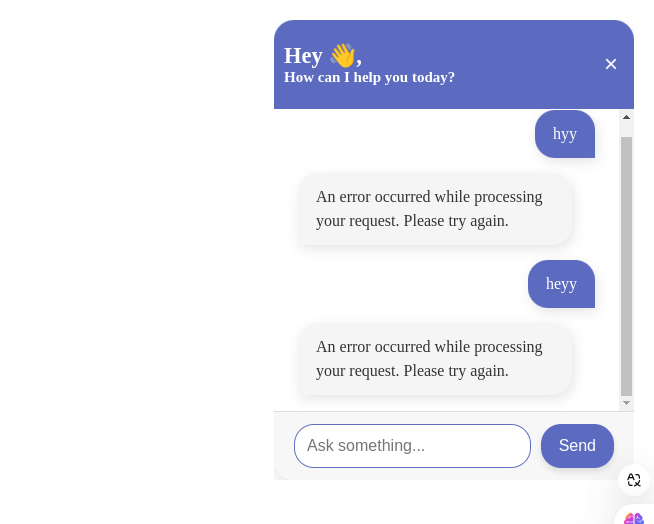 Hey 👋,
How can I help you today?
×
hyy
An error occurred while processing
your request. Please try again.
heyy
An error occurred while processing
your request. Please try again.
Ask something...
Send